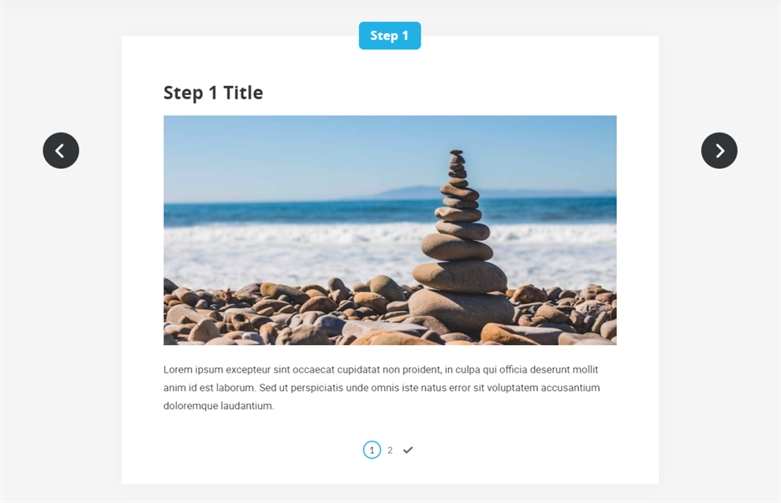 Step 1
Step 1 Title
Lorem ipsum excepteur sint occaecat cupidatat non proident, in culpa qui officia deserunt mollit
anim id est laborum. Sed ut perspiciatis unde omnis iste natus error sit voluptatem accusantium
doloremque laudantium.
1 2